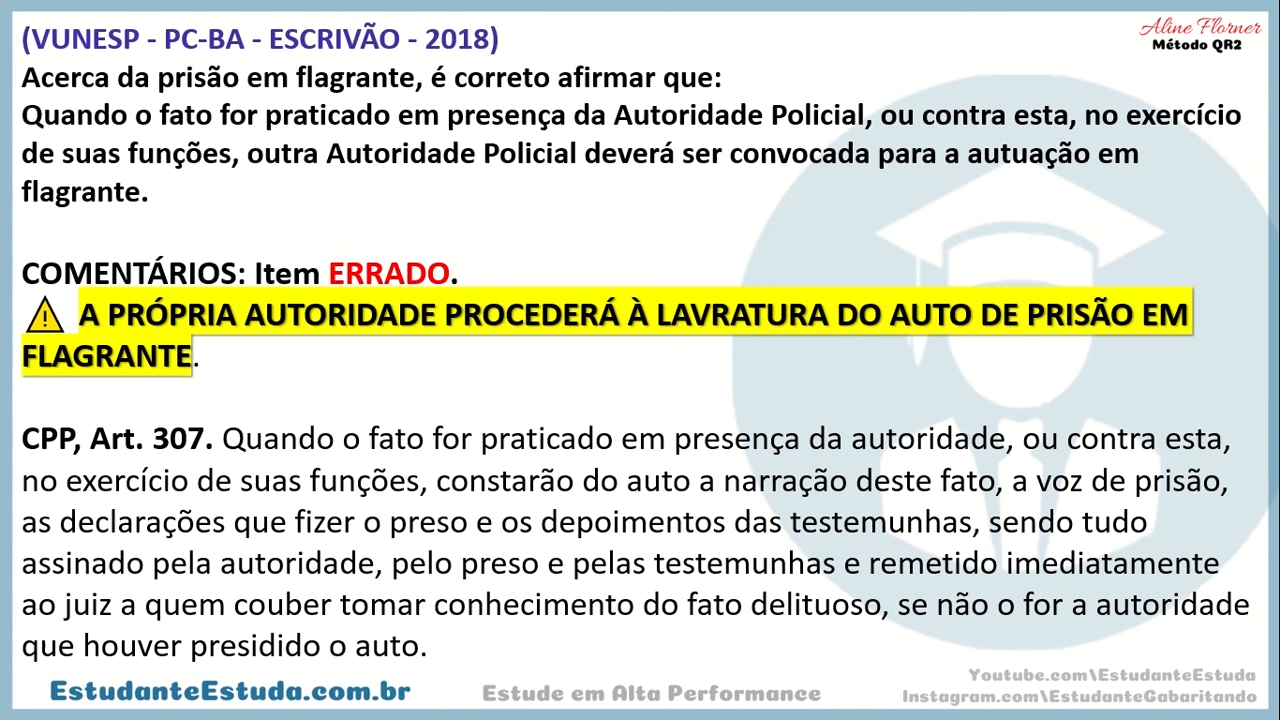 Aline Florner
(VUNESP - PC-BA - ESCRIVÃO - 2018)
Método QR2
Acerca da prisão em flagrante, é correto afirmar que:
Quando o fato for praticado em presença da Autoridade Policial, ou contra esta, no exercício
de suas funções, outra Autoridade Policial deverá ser convocada para a autuação em
flagrante.
COMENTÁRIOS: Item ERRADO.
A PRÓPRIA AUTORIDADE PROCEDERÁ À LAVRATURA DO AUTO DE PRISÃO EM
FLAGRANTE.
CPP, Art. 307. Quando o fato for praticado em presença da autoridade, ou contra esta,
no exercício de suas funções, constarão do auto a narração deste fato, a voz de prisão,
as declarações que fizer o preso e os depoimentos das testemunhas, sendo tudo
assinado pela autoridade, pelo preso e pelas testemunhas e remetido imediatamente
ao juiz a quem couber tomar conhecimento do fato delituoso, se não o for a autoridade
que houver presidido o auto.
EstudanteEstuda.com.br
Estude em Alta Performance
Youtube.com\EstudanteEstuda
Instagram.com\EstudanteGabaritando